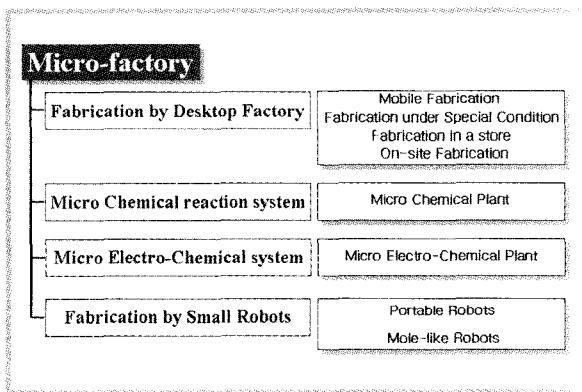 Micro-factory
Fabrication by Desktop Factory
Mobile Fabrication
Fabrication under Special Condition
Fabrication in a store
On-site Fabrication
Micro Chemical reaction system
Micro Chemical Plant
Micro Electro-Chemical system
Micro Electro-Chemical Plant
Fabrication by Small Robots
Portable Robots
Mole-like Robots